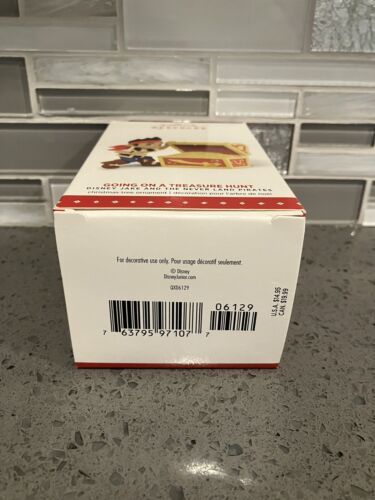 KEEPSAKE
GOING ON A TREASURE HUNT
DISNEY JAKE AND THE NEVER LAND PIRATES
christmas tree ornament | décoration pour l'arbre de noël
For decorative use only. Pour usage décoratif seulement.
© Disney
DisneyJunior.com
QXD6129
06129
7 63795 97107 7
U.S.A. $14.95
CAN. $19.99